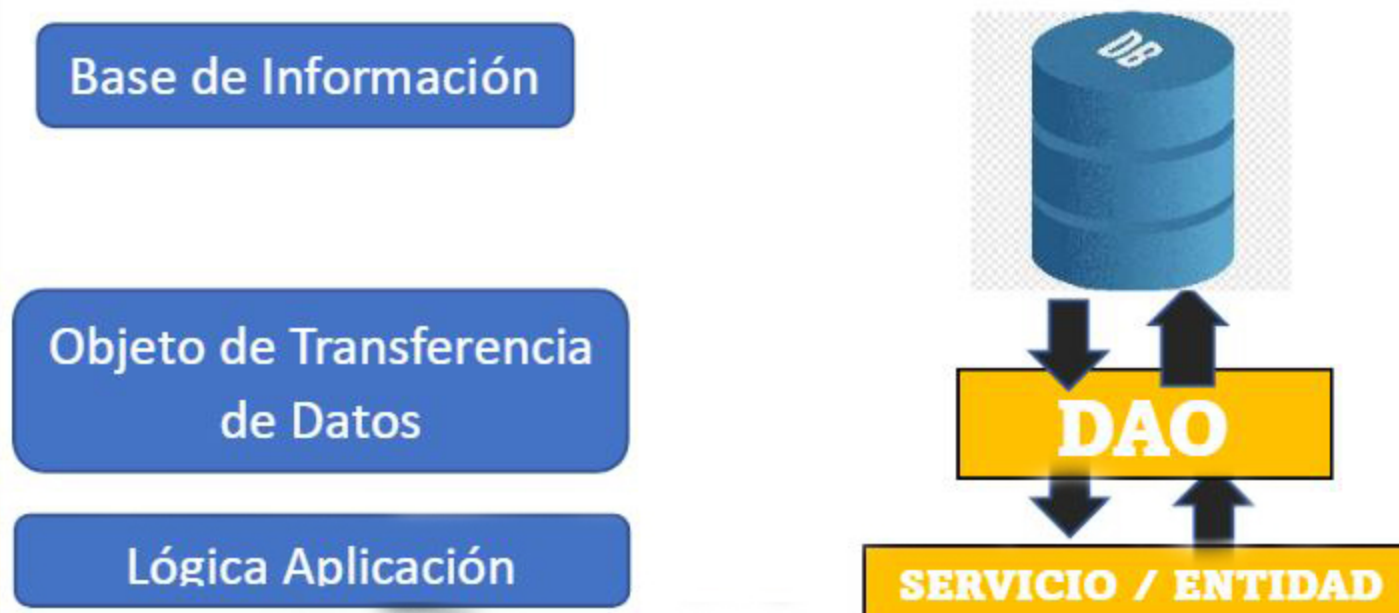 Base de Información
DB
Objeto de Transferencia
de Datos
DAO
Lógica Aplicación
SERVICIO / ENTIDAD